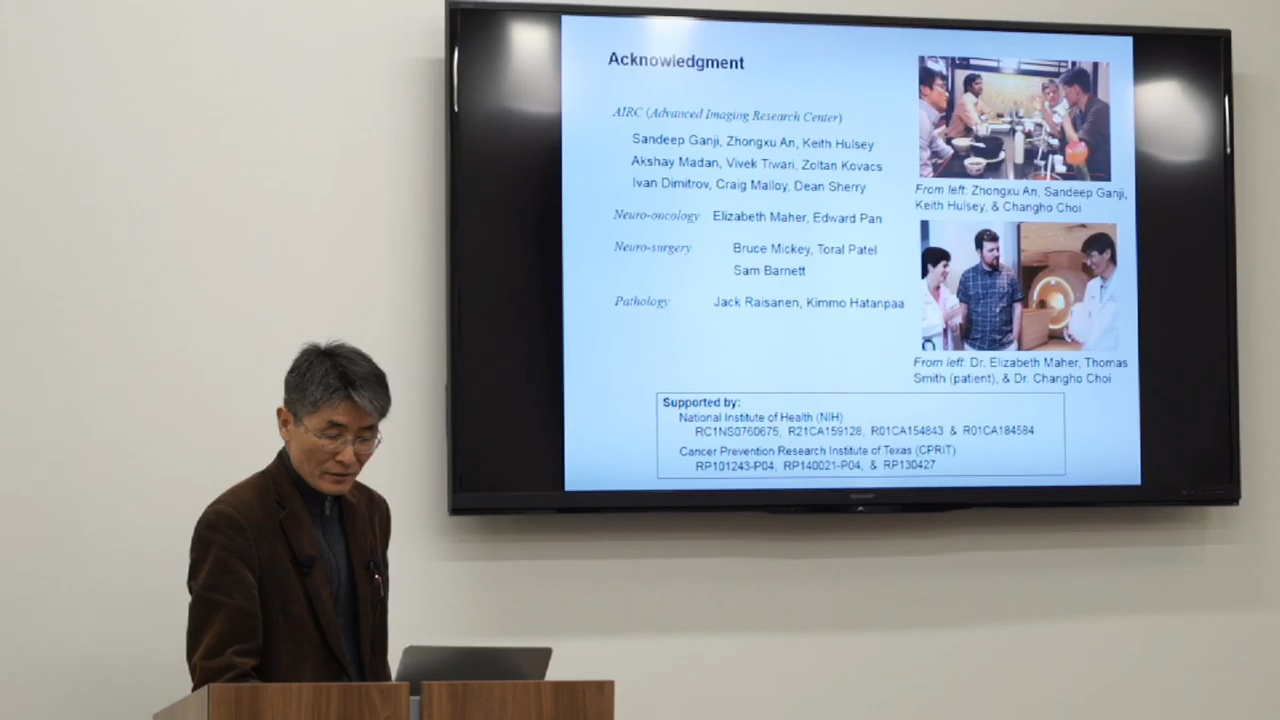 Acknowledgment
AIRC (Advanced Imaging Research Center)
Sandeep Ganji, Zhongxu An, Keith Hulsey
Akshay Madan, Vivek Tiwari, Zoltan Kovacs
Ivan Dimitrov, Craig Malloy, Dean Sherry
Neuro-oncology Elizabeth Maher, Edward Pan
Neuro-surgery Bruce Mickey, Toral Patel
Sam Barnett
Pathology Jack Raisanen, Kimmo Hatanpaa
From left: Zhongxu An, Sandeep Ganji,
Keith Hulsey, & Changho Choi
From left: Dr. Elizabeth Maher, Thomas
Smith (patient), & Dr. Changho Choi
Supported by:
National Institute of Health (NIH)
RC1NS0760675, R21CA159128, R01CA154843 & R01CA184584
Cancer Prevention Research Institute of Texas (CPRIT)
RP101243-P04, RP140021-P04, & RP130427